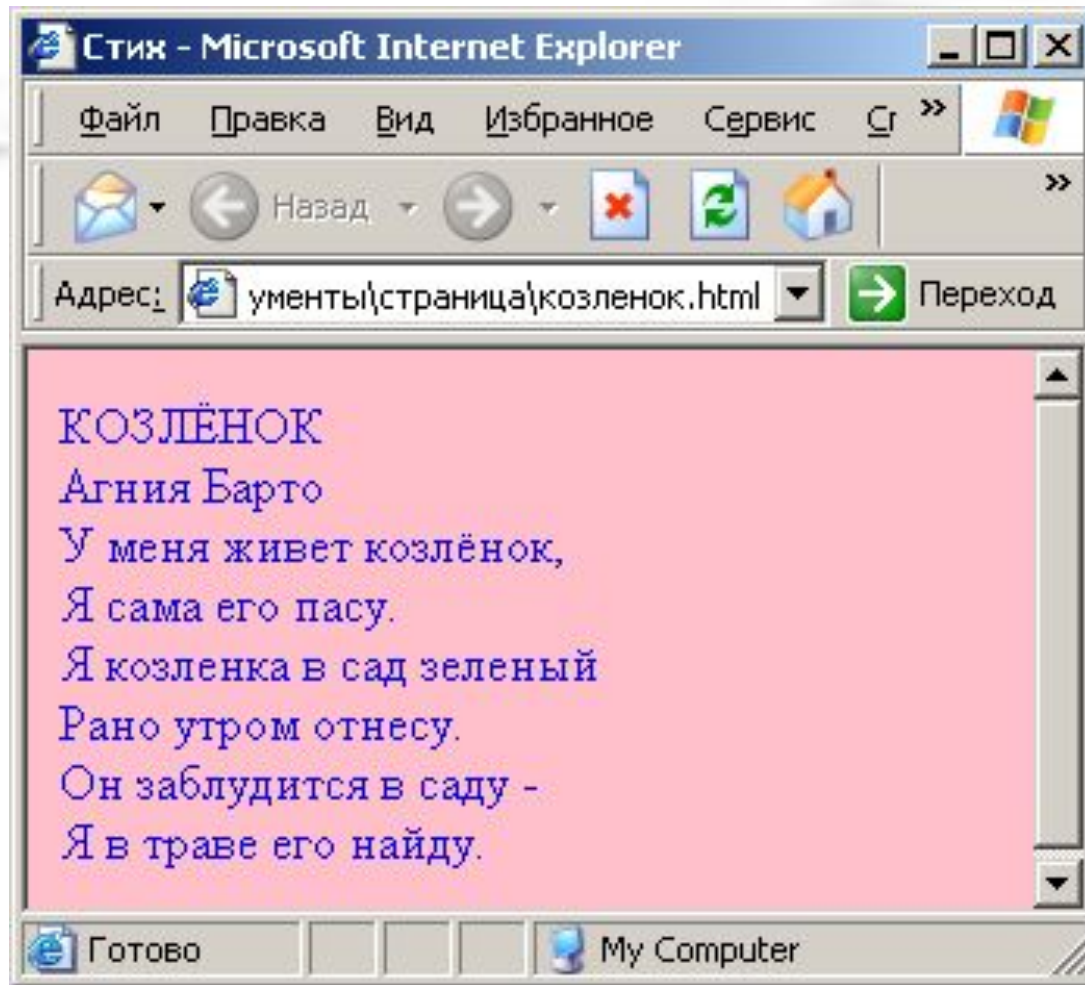 Стих - Microsoft Internet Explorer
Файл Правка Вид Избранное Сервис »
Назад »
Адрес: ументы\страница\козленок.html Переход
КОЗЛЁНОК
Агния Барто
У меня живет козлёнок,
Я сама его пасу.
Я козленка в сад зеленый
Рано утром отнесу.
Он заблудится в саду -
Я в траве его найду.
Готово My Computer